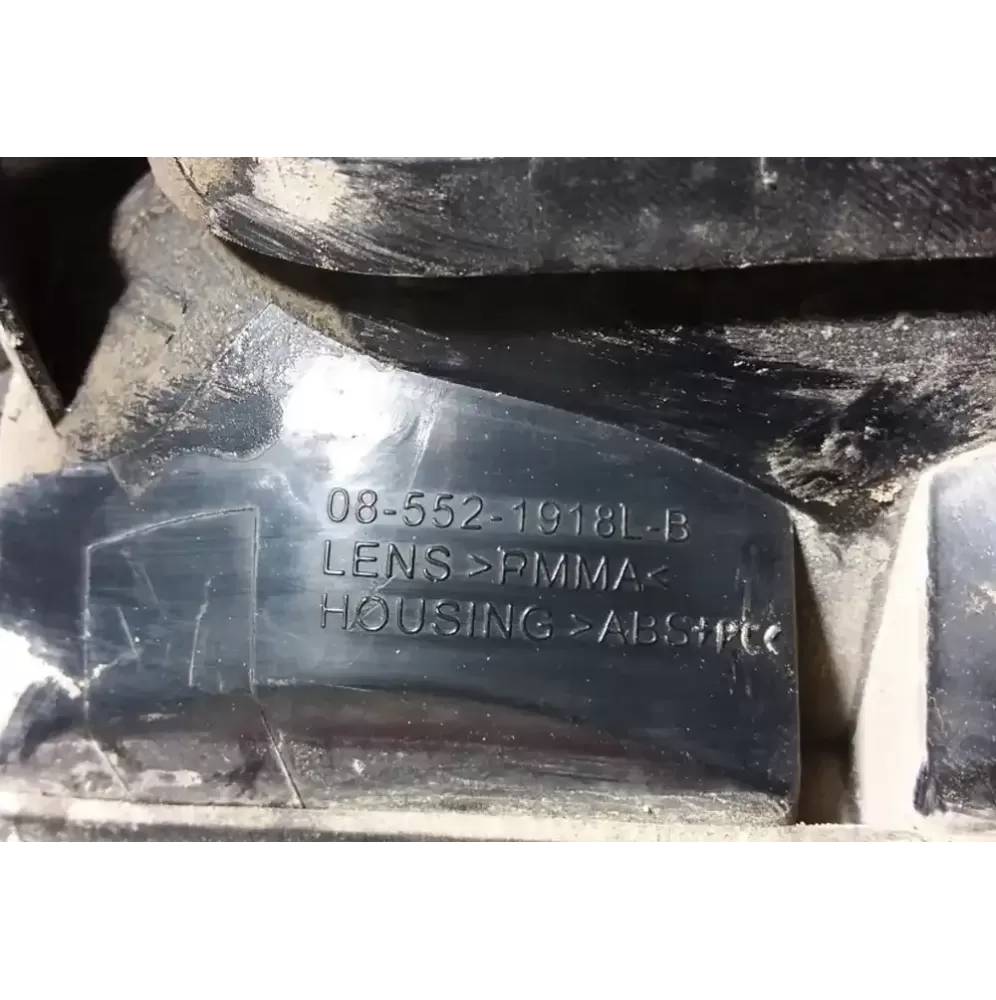 08-552-1918L-B
LENS >PMMA<
HOUSING >ABS+PC<